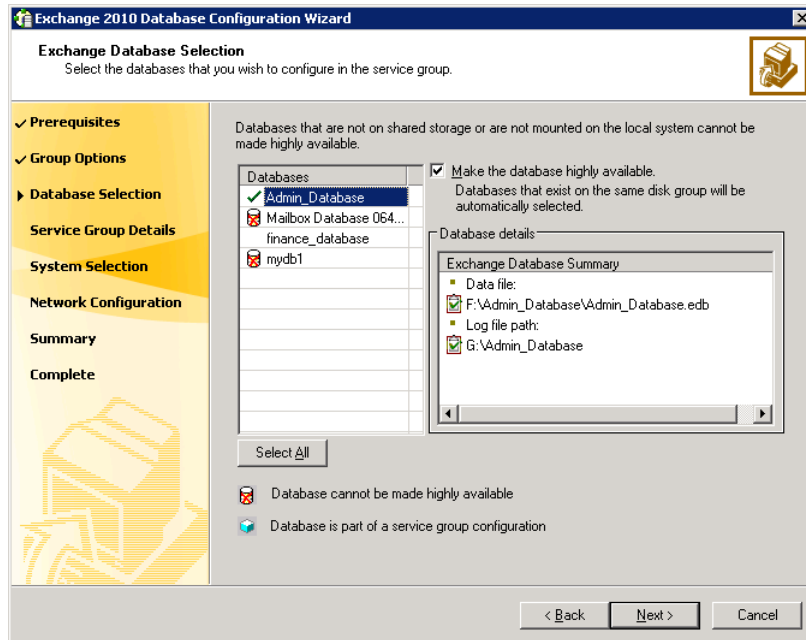 Exchange 2010 Database Configuration Wizard
Exchange Database Selection
Select the databases that you wish to configure in the service group.
Prerequisites
Group Options
Database Selection
Service Group Details
System Selection
Network Configuration
Summary
Complete
Databases that are not on shared storage or are not mounted on the local system cannot be
made highly available.
Databases
Admin_Database
Mailbox Database 064...
finance_database
mydb1
Select All
Make the database highly available.
Databases that exist on the same disk group will be
automatically selected.
Database details
Exchange Database Summary
Data file:
F:\Admin_Database\Admin_Database.edb
Log file path:
G:\Admin_Database
Database cannot be made highly available
Database is part of a service group configuration
< Back
Next >
Cancel